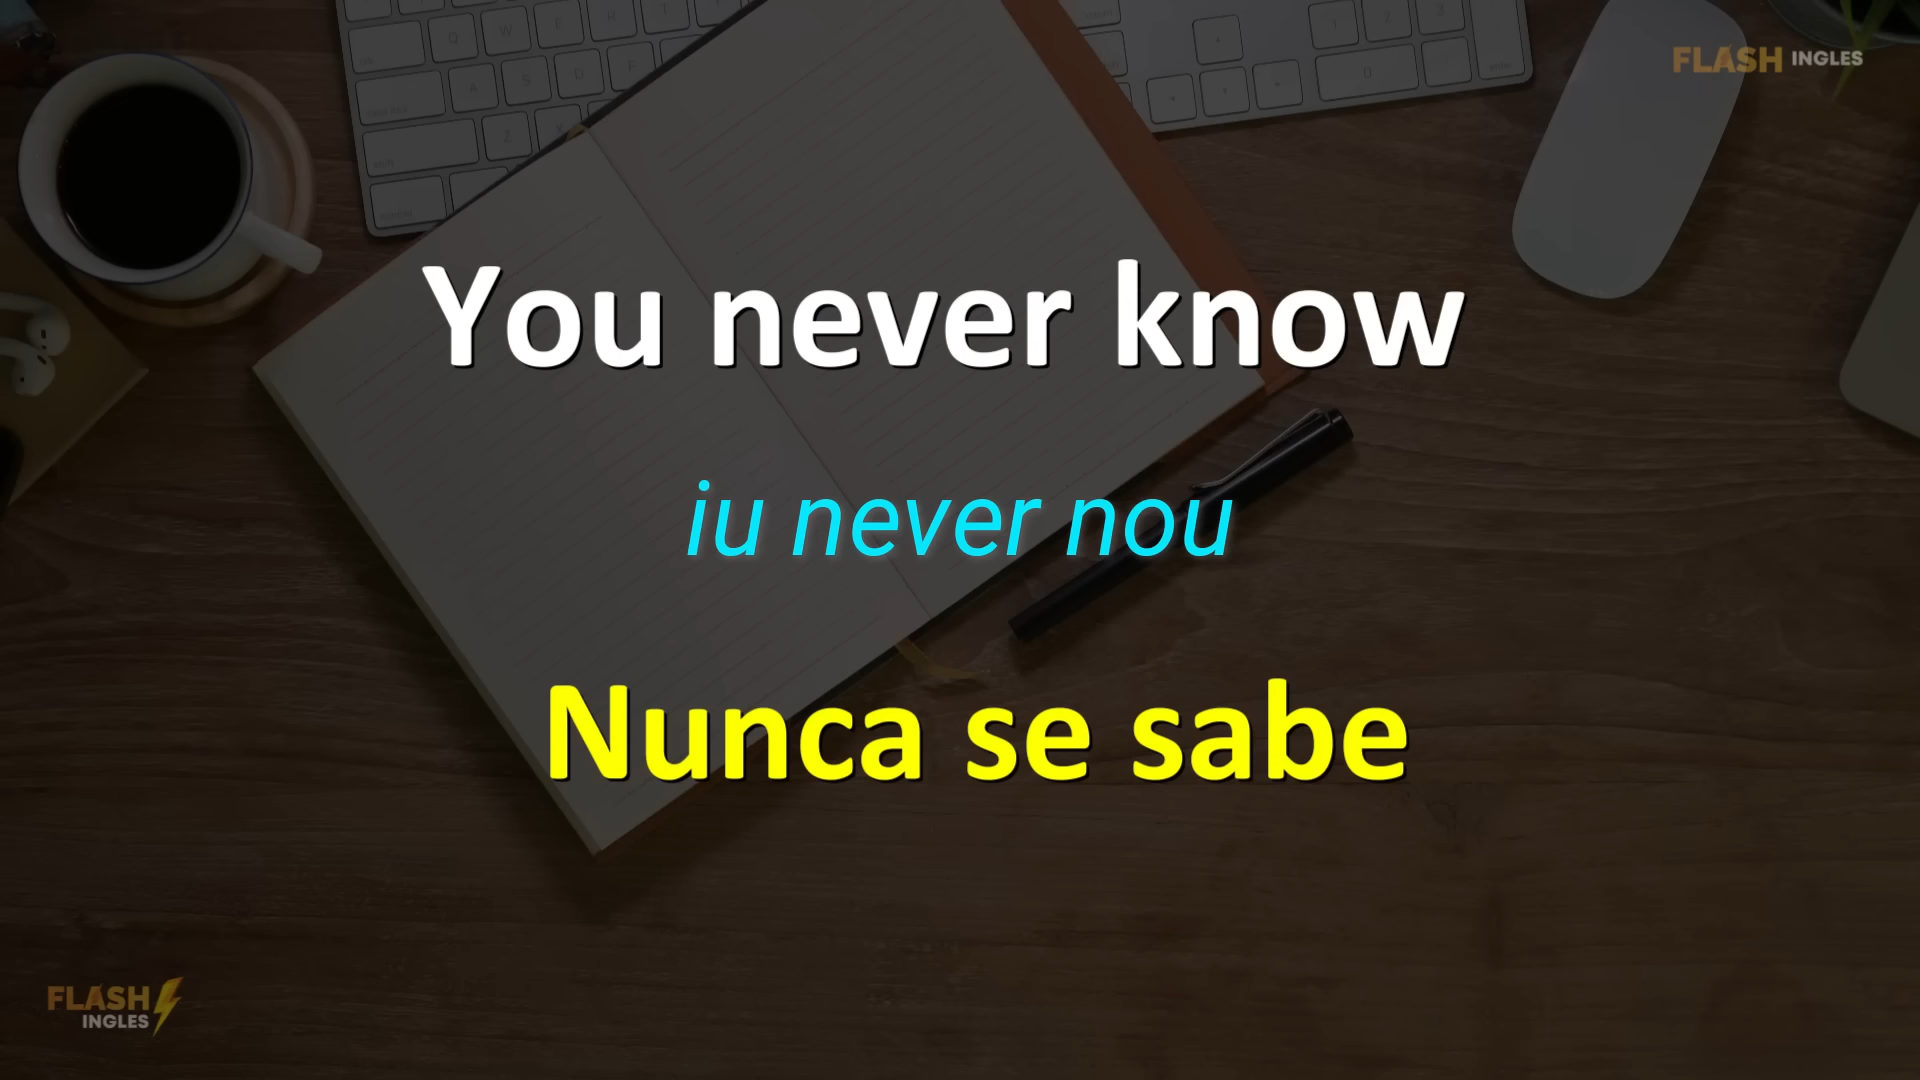 FLASH INGLES
You never know
iu never nou
Nunca se sabe
FLASH
INGLES